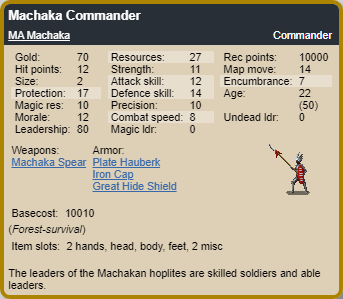 Machaka Commander
MA Machaka Commander
Gold: 70 Resources: 27 Rec points: 10000
Hit points: 12 Strength: 11 Map move: 14
Size: 2 Attack skill: 12 Encumbrance: 7
Protection: 17 Defence skill: 14 Age: 22
Magic res: 10 Precision: 10 (50)
Morale: 12 Combat speed: 8 Undead ldr: 0
Leadership: 80 Magic ldr: 0
Weapons: Armor:
Machaka Spear Plate Hauberk
Iron Cap
Great Hide Shield
Basecost: 10010
(Forest-survival)
Item slots: 2 hands, head, body, feet, 2 misc
The leaders of the Machakan hoplites are skilled soldiers and able
leaders.